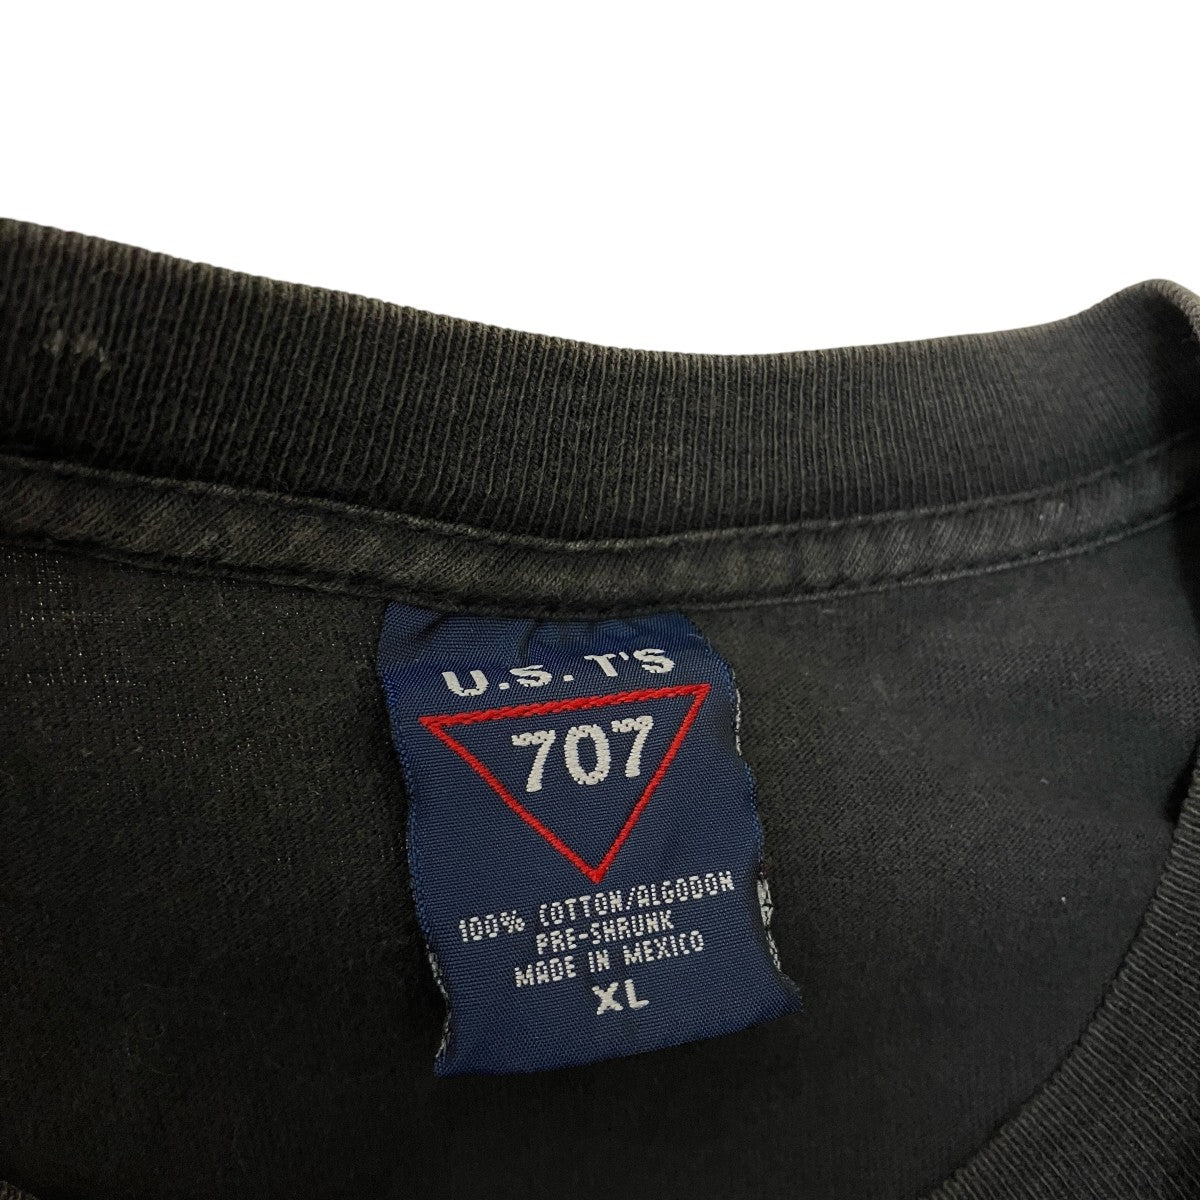 U.S. T'S
707
100% COTTON/ALGODON
PRE-SHRUNK
MADE IN MEXICO
XL